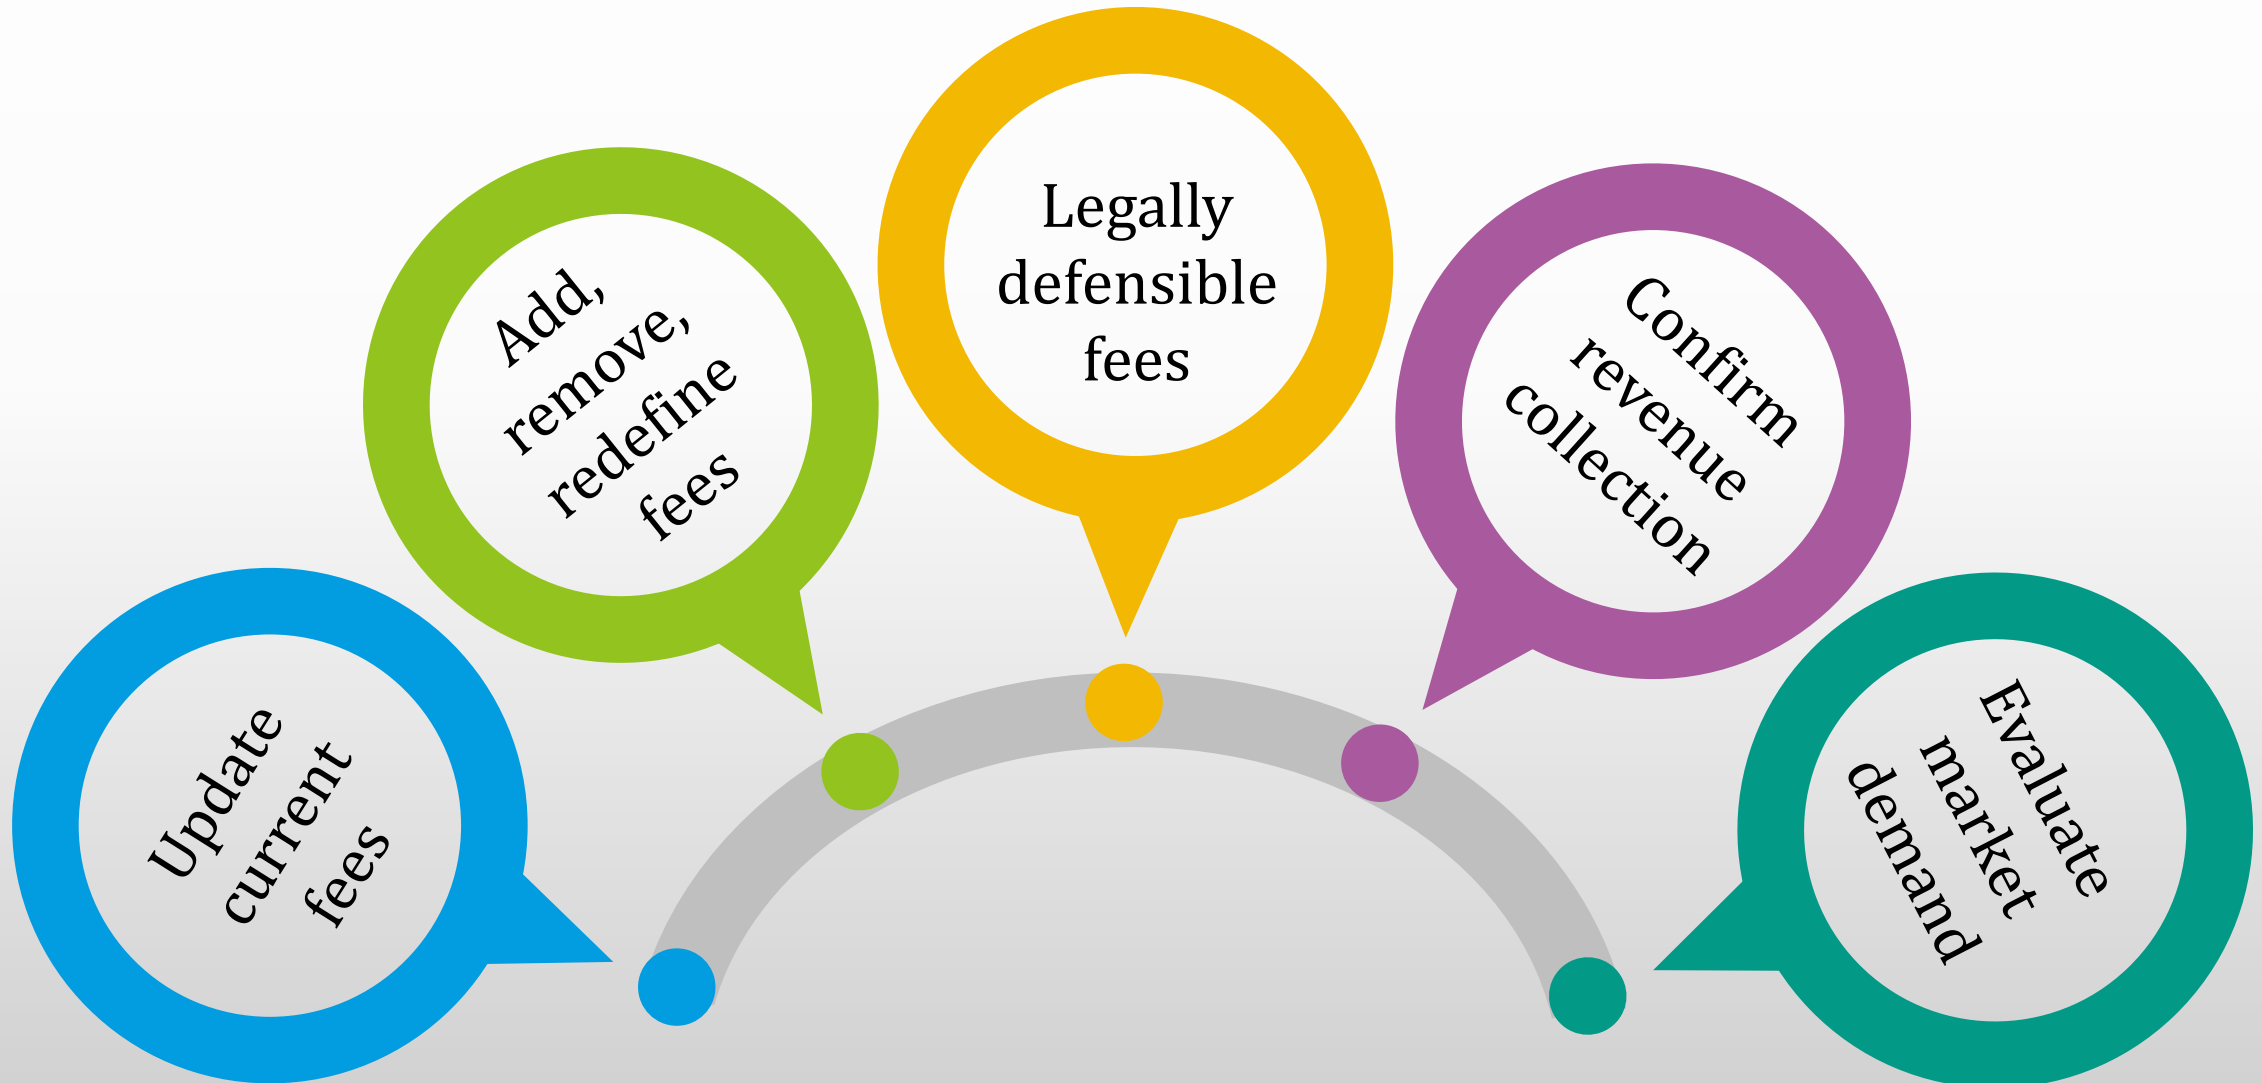 Update
current
fees
Add,
remove,
redefine
fees
Legally
defensible
fees
Confirm
revenue
collection
Evaluate
market
demand